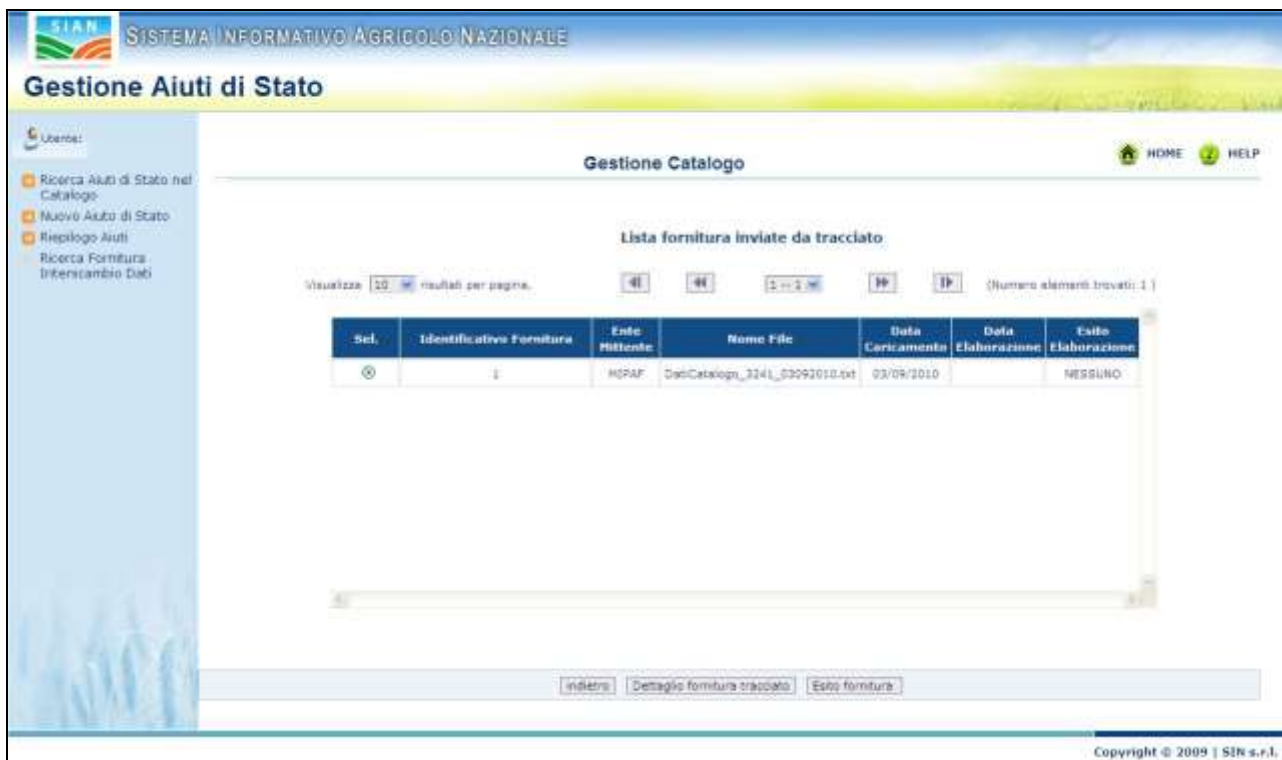 SIAN
SISTEMA INFORMATIVO AGRICOLO NAZIONALE
Gestione Aiuti di Stato
Utente:
HOME HELP
Gestione Catalogo
Ricerca Aiuti di Stato nel
Catalogo
Nuovo Aiuto di Stato
Riepilogo Aiuti
Ricerca Fornitura
Interscambio Dati
Lista fornitura inviate da tracciato
Visualizza 10 risultati per pagina.
1 -- 1
(Numero elementi trovati: 1 )
Sel. Identificativo Fornitura Ente Mittente Nome File Data Caricamento Data Elaborazione Esito Elaborazione
1 MIPAF DatiCatalogo_3241_03092010.txt 03/09/2010 NESSUNO
indietro Dettaglio fornitura tracciato Esito fornitura
Copyright © 2009 | SIN s.r.l.